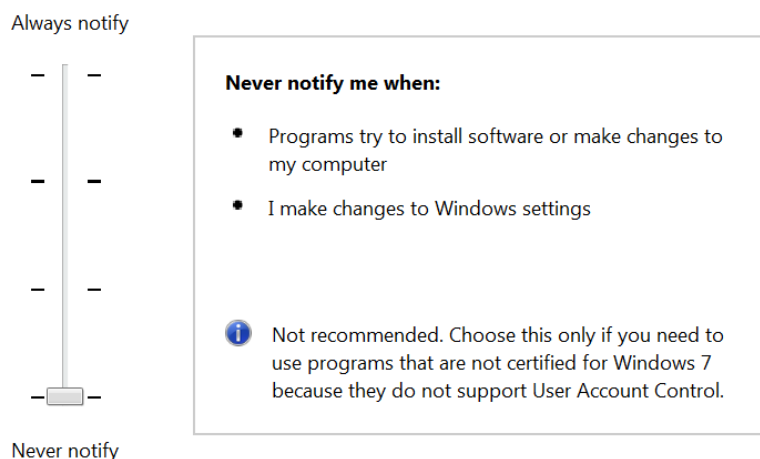 Always notify
Never notify me when:
Programs try to install software or make changes to
my computer
I make changes to Windows settings
Not recommended. Choose this only if you need to
use programs that are not certified for Windows 7
because they do not support User Account Control.
Never notify